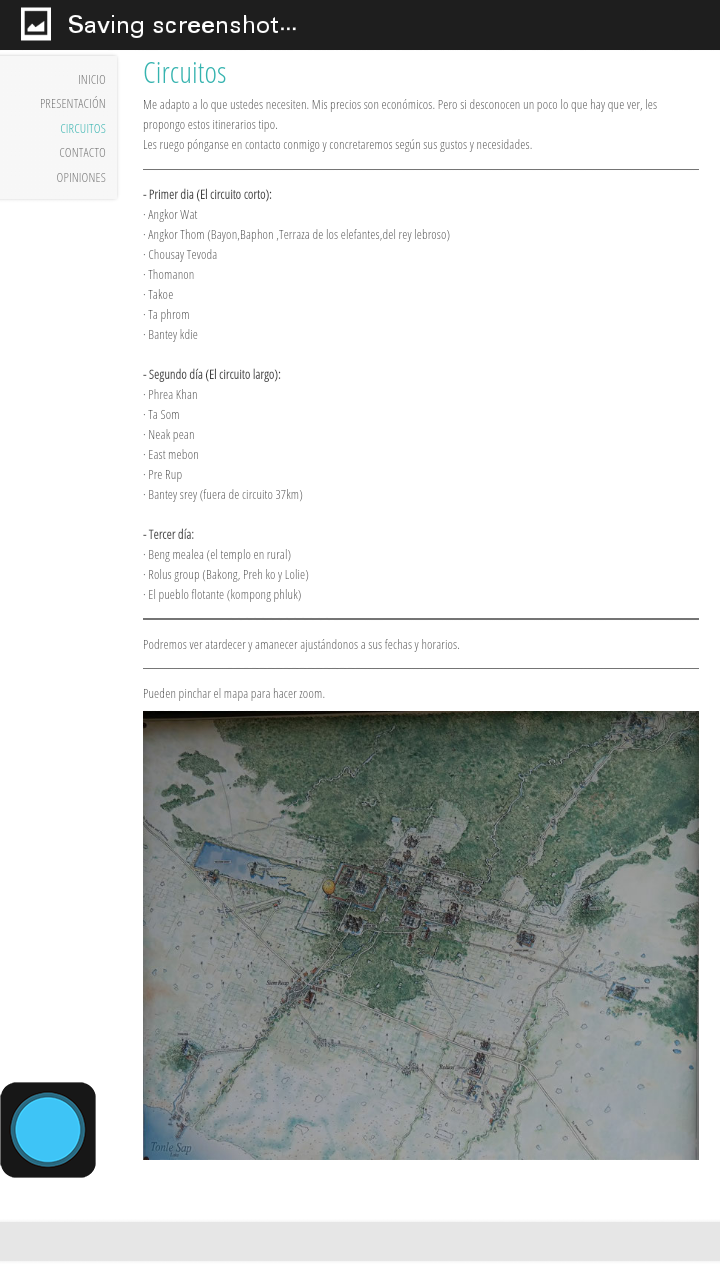 Saving screenshot...
INICIO
PRESENTACIÓN
CIRCUITOS
CONTACTO
OPINIONES
Circuitos
Me adapto a lo que ustedes necesiten. Mis precios son económicos. Pero si desconocen un poco lo que hay que ver, les
propongo estos itinerarios tipo.
Les ruego pónganse en contacto conmigo y concretaremos según sus gustos y necesidades.
- Primer dia (El circuito corto):
· Angkor Wat
· Angkor Thom (Bayon,Baphon ,Terraza de los elefantes,del rey lebroso)
· Chousay Tevoda
· Thomanon
· Takoe
· Ta phrom
· Bantey kdie
- Segundo día (El circuito largo):
· Phrea Khan
· Ta Som
· Neak pean
· East mebon
· Pre Rup
· Bantey srey (fuera de circuito 37km)
- Tercer día:
· Beng mealea (el templo en rural)
· Rolus group (Bakong, Preh ko y Lolie)
· El pueblo flotante (kompong phluk)
Podremos ver atardecer y amanecer ajustándonos a sus fechas y horarios.
Pueden pinchar el mapa para hacer zoom.
Siem Reap
Tonle Sap